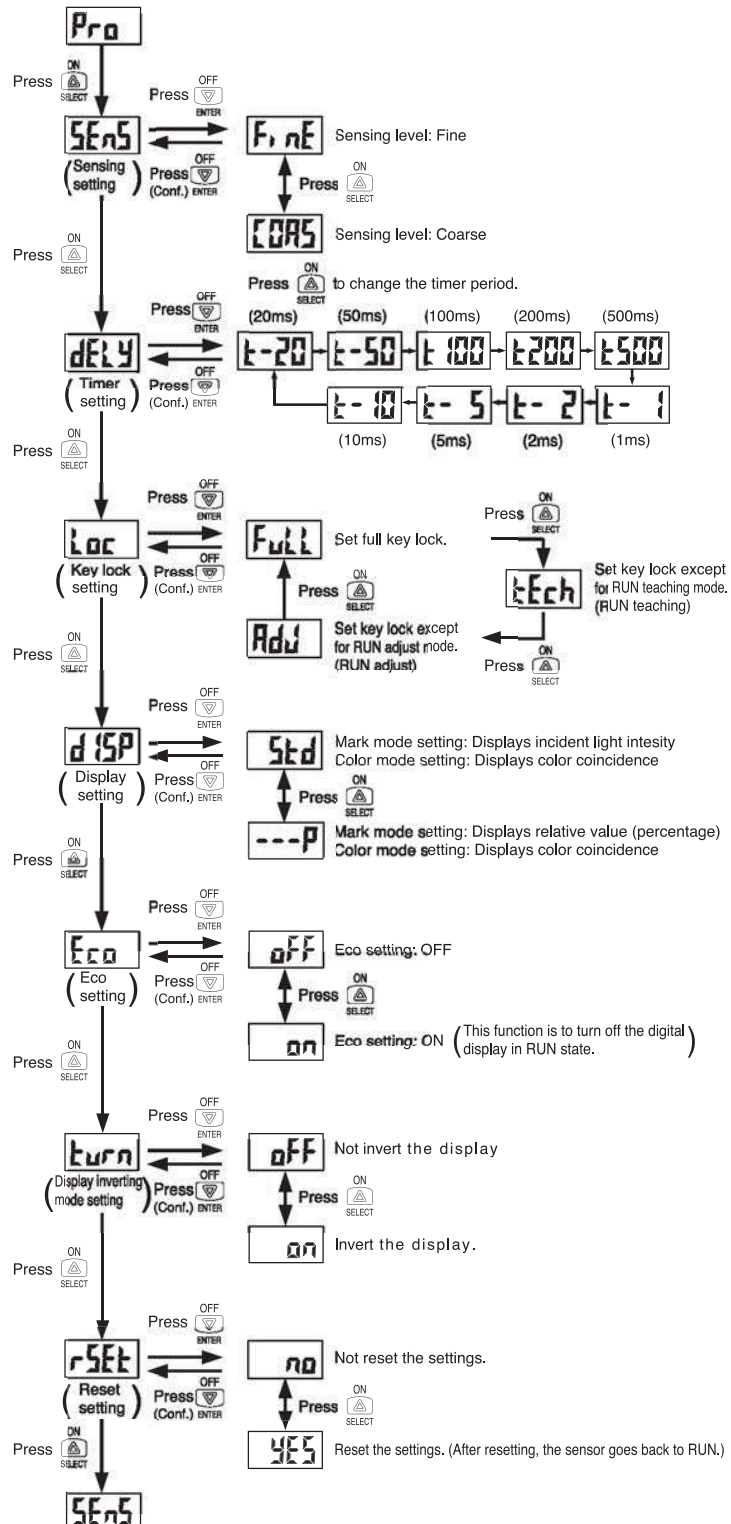 Pro
ON
Press
SELECT
OFF
Press
ENTER
SEnS
(Sensing setting)
OFF
Press
(Conf.) ENTER
FinE
Sensing level: Fine
ON
Press
SELECT
COAS
Sensing level: Coarse
ON
Press
SELECT
ON
Press to change the timer period.
SELECT
OFF
Press
ENTER
dELY
(Timer setting)
OFF
Press
(Conf.) ENTER
(20ms) (50ms) (100ms) (200ms) (500ms)
t-20 t-50 t100 t200 t500
t-10 t- 5 t- 2 t- 1
(10ms) (5ms) (2ms) (1ms)
ON
Press
SELECT
OFF
Press
ENTER
Loc
(Key lock setting)
OFF
Press
(Conf.) ENTER
FuLL
Set full key lock.
ON
Press
SELECT
tEch
Set key lock except
for RUN teaching mode.
(RUN teaching)
ON
Press
SELECT
AdJ
Set key lock except
for RUN adjust mode.
(RUN adjust)
ON
Press
SELECT
ON
Press
SELECT
OFF
Press
ENTER
diSP
(Display setting)
OFF
Press
(Conf.) ENTER
Std
Mark mode setting: Displays incident light intesity
Color mode setting: Displays color coincidence
ON
Press
SELECT
---P
Mark mode setting: Displays relative value (percentage)
Color mode setting: Displays color coincidence
ON
Press
SELECT
OFF
Press
ENTER
Eco
(Eco setting)
OFF
Press
(Conf.) ENTER
oFF
Eco setting: OFF
ON
Press
SELECT
on
Eco setting: ON (This function is to turn off the digital
display in RUN state.)
ON
Press
SELECT
OFF
Press
ENTER
turn
(Display inverting
mode setting)
OFF
Press
(Conf.) ENTER
oFF
Not invert the display
ON
Press
SELECT
on
Invert the display.
ON
Press
SELECT
OFF
Press
ENTER
rSEt
(Reset setting)
OFF
Press
(Conf.) ENTER
no
Not reset the settings.
ON
Press
SELECT
YES
Reset the settings. (After resetting, the sensor goes back to RUN.)
ON
Press
SELECT
SEnS